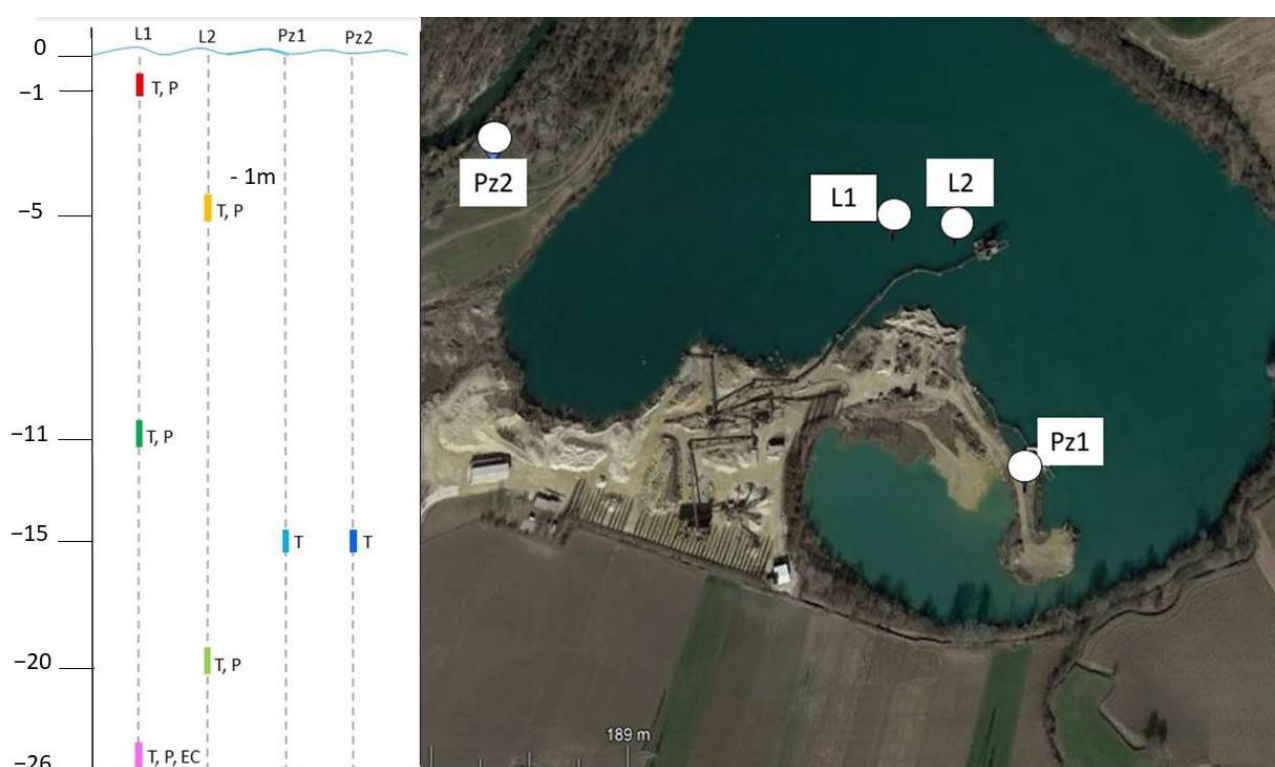 L1 L2 Pz1 Pz2
0
−1
T, P
- 1m
−5
T, P
−11
T, P
−15
T
T
−20
T, P
−26
T, P, EC
Pz2
L1
L2
Pz1
189 m